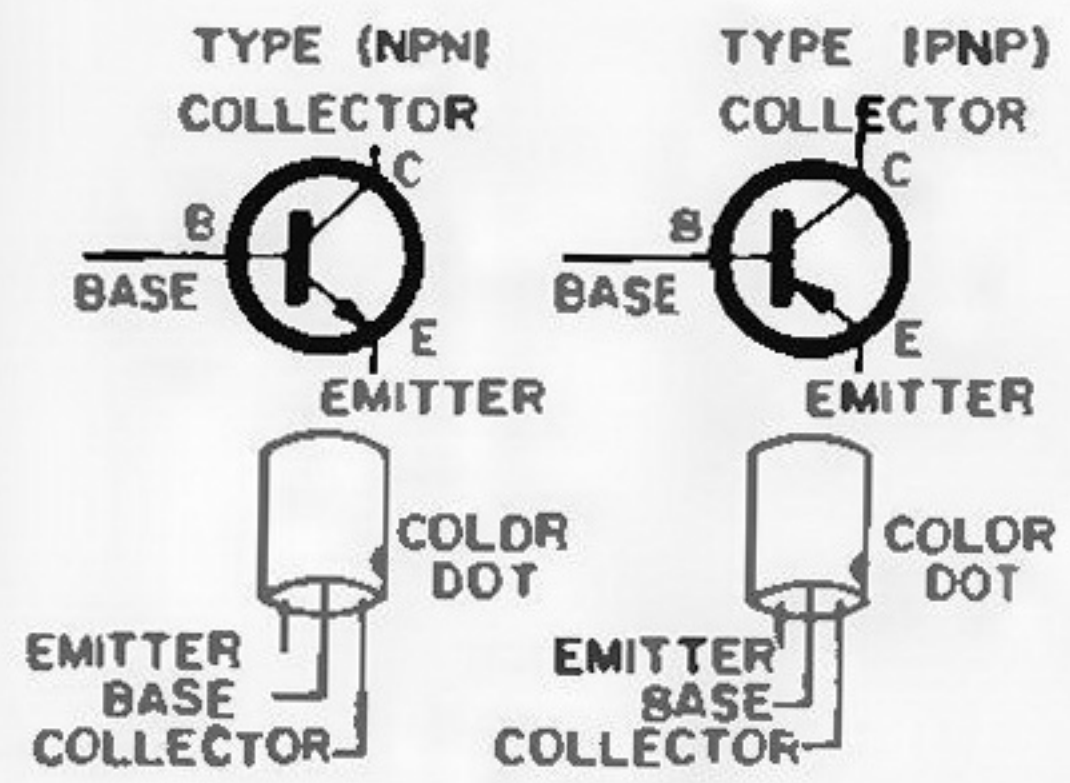 TYPE (NPN)
COLLECTOR
C
B
BASE
E
EMITTER
COLOR
DOT
EMITTER
BASE
COLLECTOR
TYPE (PNP)
COLLECTOR
C
B
BASE
E
EMITTER
COLOR
DOT
EMITTER
BASE
COLLECTOR